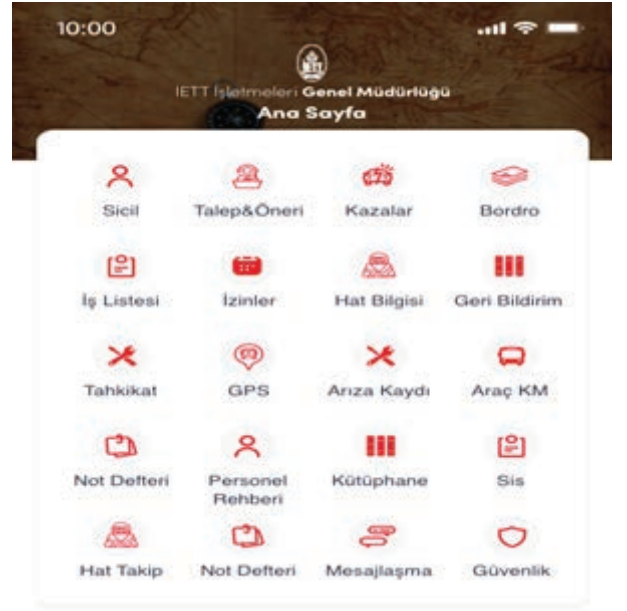 10:00
İETT İşletmeleri Genel Müdürlüğü
Ana Sayfa
Sicil Talep&Öneri Kazalar Bordro
İş Listesi İzinler Hat Bilgisi Geri Bildirim
Tahkikat GPS Arıza Kaydı Araç KM
Not Defteri Personel Rehberi Kütüphane Sis
Hat Takip Not Defteri Mesajlaşma Güvenlik